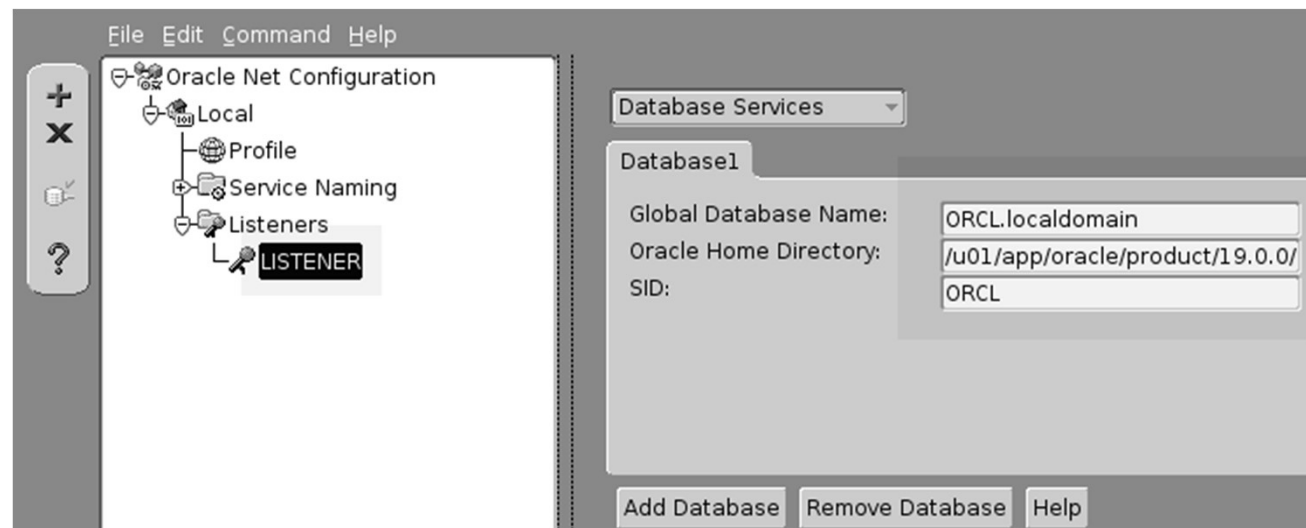 File Edit Command Help
Oracle Net Configuration
Local
Profile
Service Naming
Listeners
LISTENER
Database Services
Database1
Global Database Name: ORCL.localdomain
Oracle Home Directory: /u01/app/oracle/product/19.0.0/
SID: ORCL
Add Database Remove Database Help